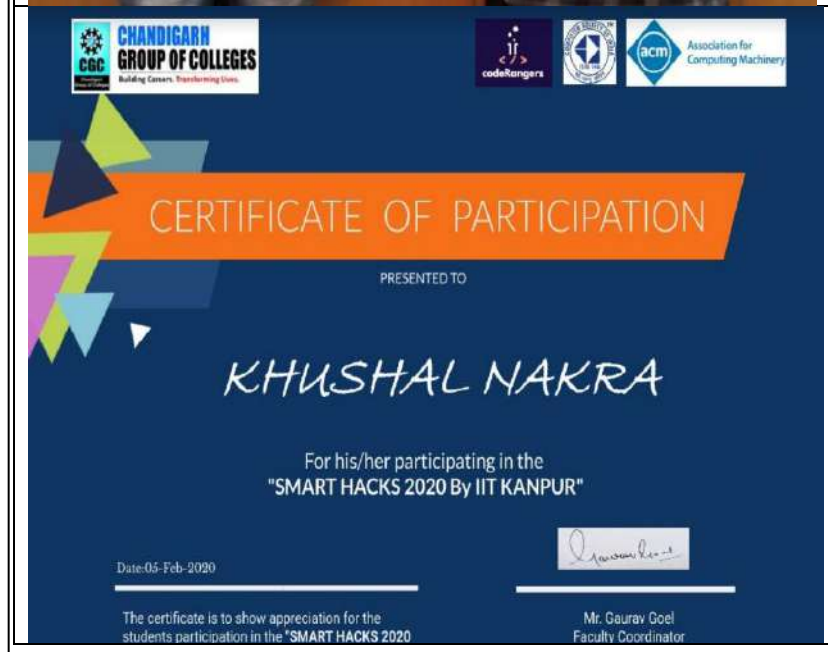 CGC
CHANDIGARH
GROUP OF COLLEGES
Building Careers. Transforming Lives.
codeRangers
acm
Association for
Computing Machinery
CERTIFICATE OF PARTICIPATION
PRESENTED TO
KHUSHAL NAKRA
For his/her participating in the
"SMART HACKS 2020 By IIT KANPUR"
Date:05-Feb-2020
The certificate is to show appreciation for the
students participation in the "SMART HACKS 2020
Mr. Gaurav Goel
Faculty Coordinator